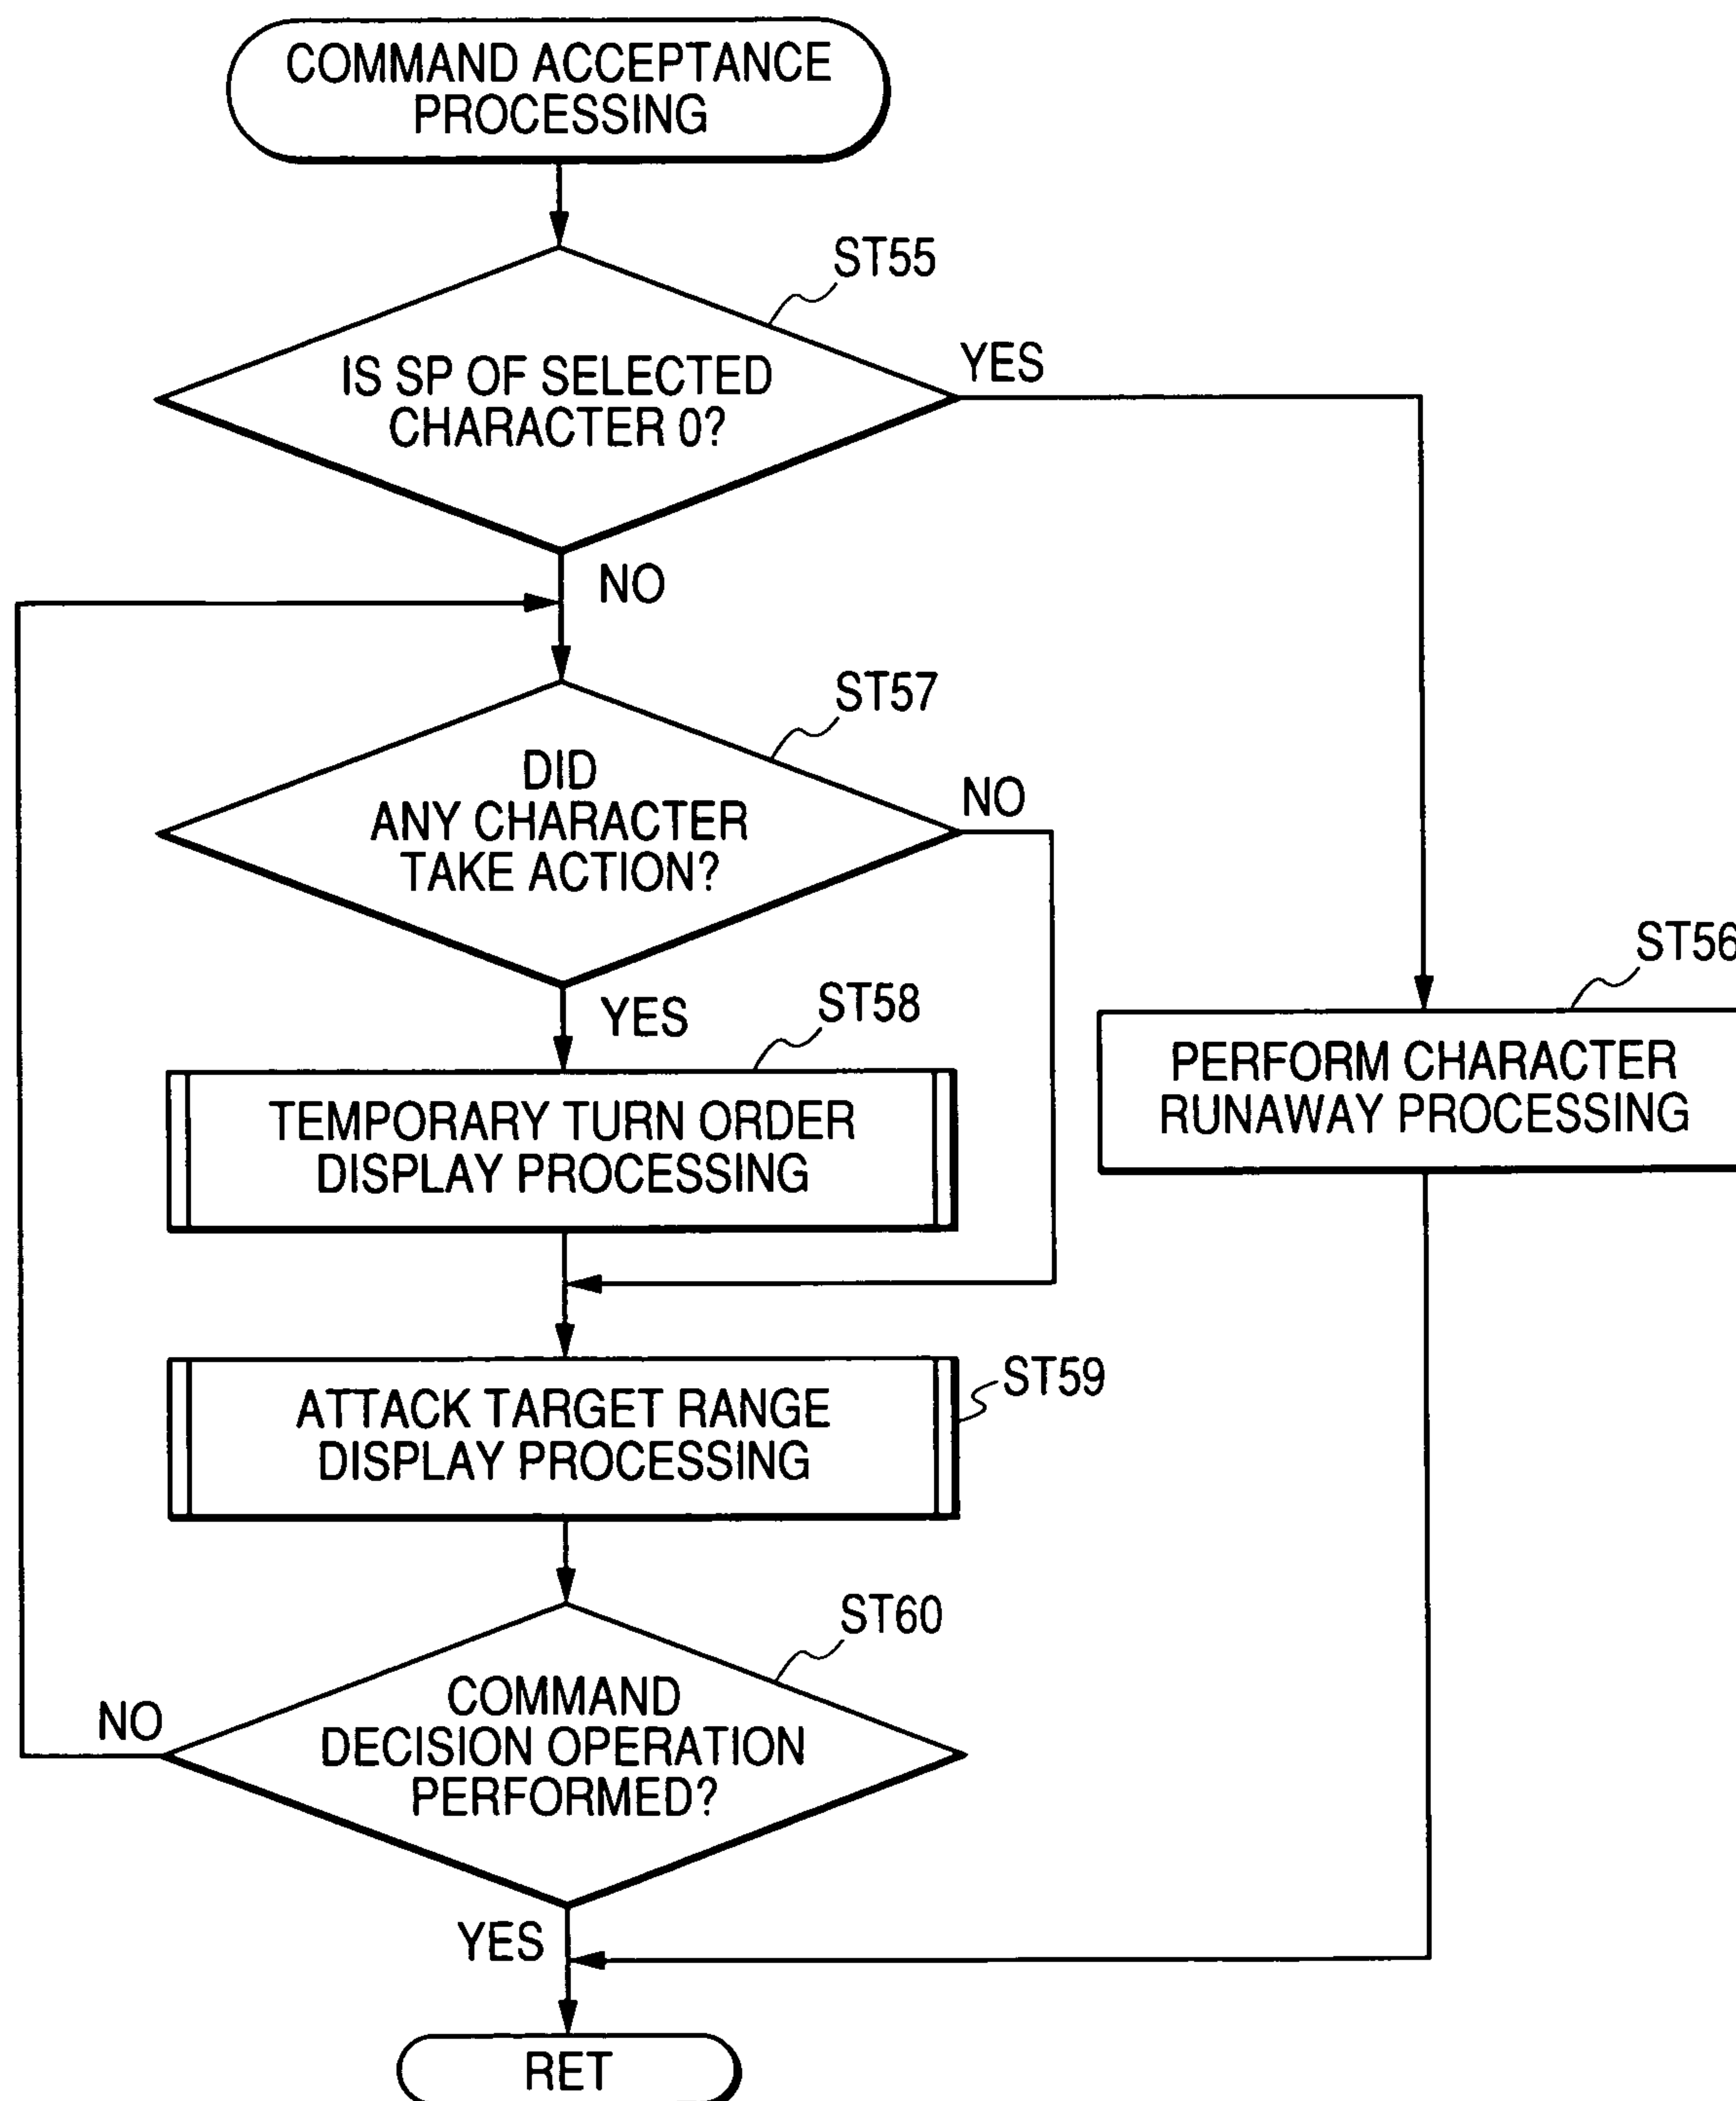 COMMAND ACCEPTANCE
PROCESSING
ST55
IS SP OF SELECTED
CHARACTER 0?
YES
NO
ST57
DID
ANY CHARACTER
TAKE ACTION?
NO
YES
ST58
TEMPORARY TURN ORDER
DISPLAY PROCESSING
ST56
PERFORM CHARACTER
RUNAWAY PROCESSING
ST59
ATTACK TARGET RANGE
DISPLAY PROCESSING
ST60
COMMAND
DECISION OPERATION
PERFORMED?
NO
YES
RET